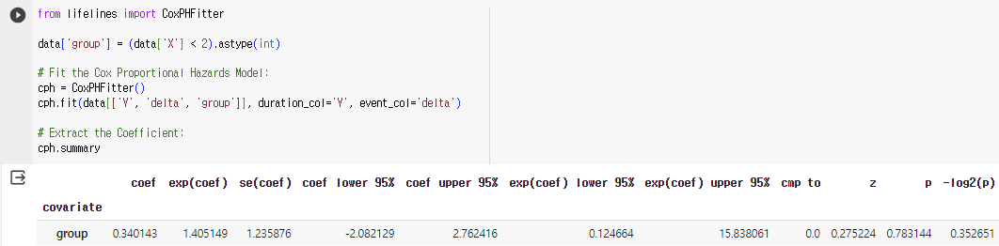 from lifelines import CoxPHFitter
data['group'] = (data['X'] < 2).astype(int)
# Fit the Cox Proportional Hazards Model:
cph = CoxPHFitter()
cph.fit(data[['Y', 'delta', 'group']], duration_col='Y', event_col='delta')
# Extract the Coefficient:
cph.summary
coef exp(coef) se(coef) coef lower 95% coef upper 95% exp(coef) lower 95% exp(coef) upper 95% cmp to z p -log2(p)
covariate
group 0.340143 1.405149 1.235876 -2.082129 2.762416 0.124664 15.838061 0.0 0.275224 0.783144 0.352651